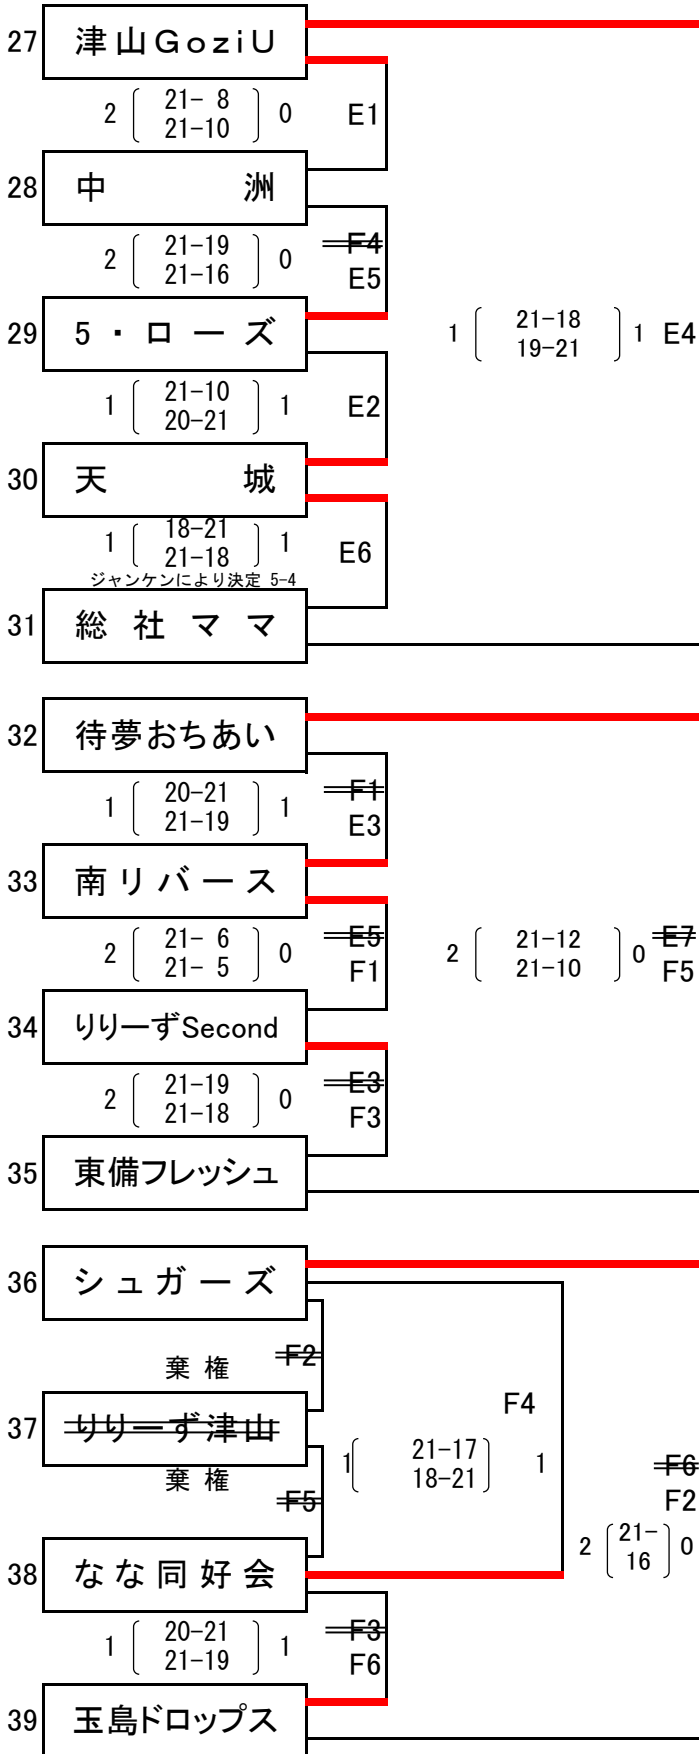 27 津山GoziU
2 ( 21- 8 ) 0 E1
21-10
28 中 洲
2 ( 21-19 ) 0 F4
21-16 E5
29 5・ローズ
1 ( 21-18 ) 1 E4
19-21
1 ( 21-10 ) 1 E2
20-21
30 天 城
1 ( 18-21 ) 1 E6
21-18
ジャンケンにより決定 5-4
31 総社ママ
32 待夢おちあい
1 ( 20-21 ) 1 F1
21-19 E3
33 南リバース
2 ( 21- 6 ) 0 E5
21- 5 F1
2 ( 21-12 ) 0 E7
21-10 F5
34 りりーずSecond
2 ( 21-19 ) 0 E3
21-18 F3
35 東備フレッシュ
36 シュガーズ
棄権 F2
F4
37 りりーず津山
1 ( 21-17 ) 1
18-21
棄権 F5
F6
F2
2 ( 21- ) 0
16
38 なな同好会
1 ( 20-21 ) 1 F3
21-19 F6
39 玉島ドロップス